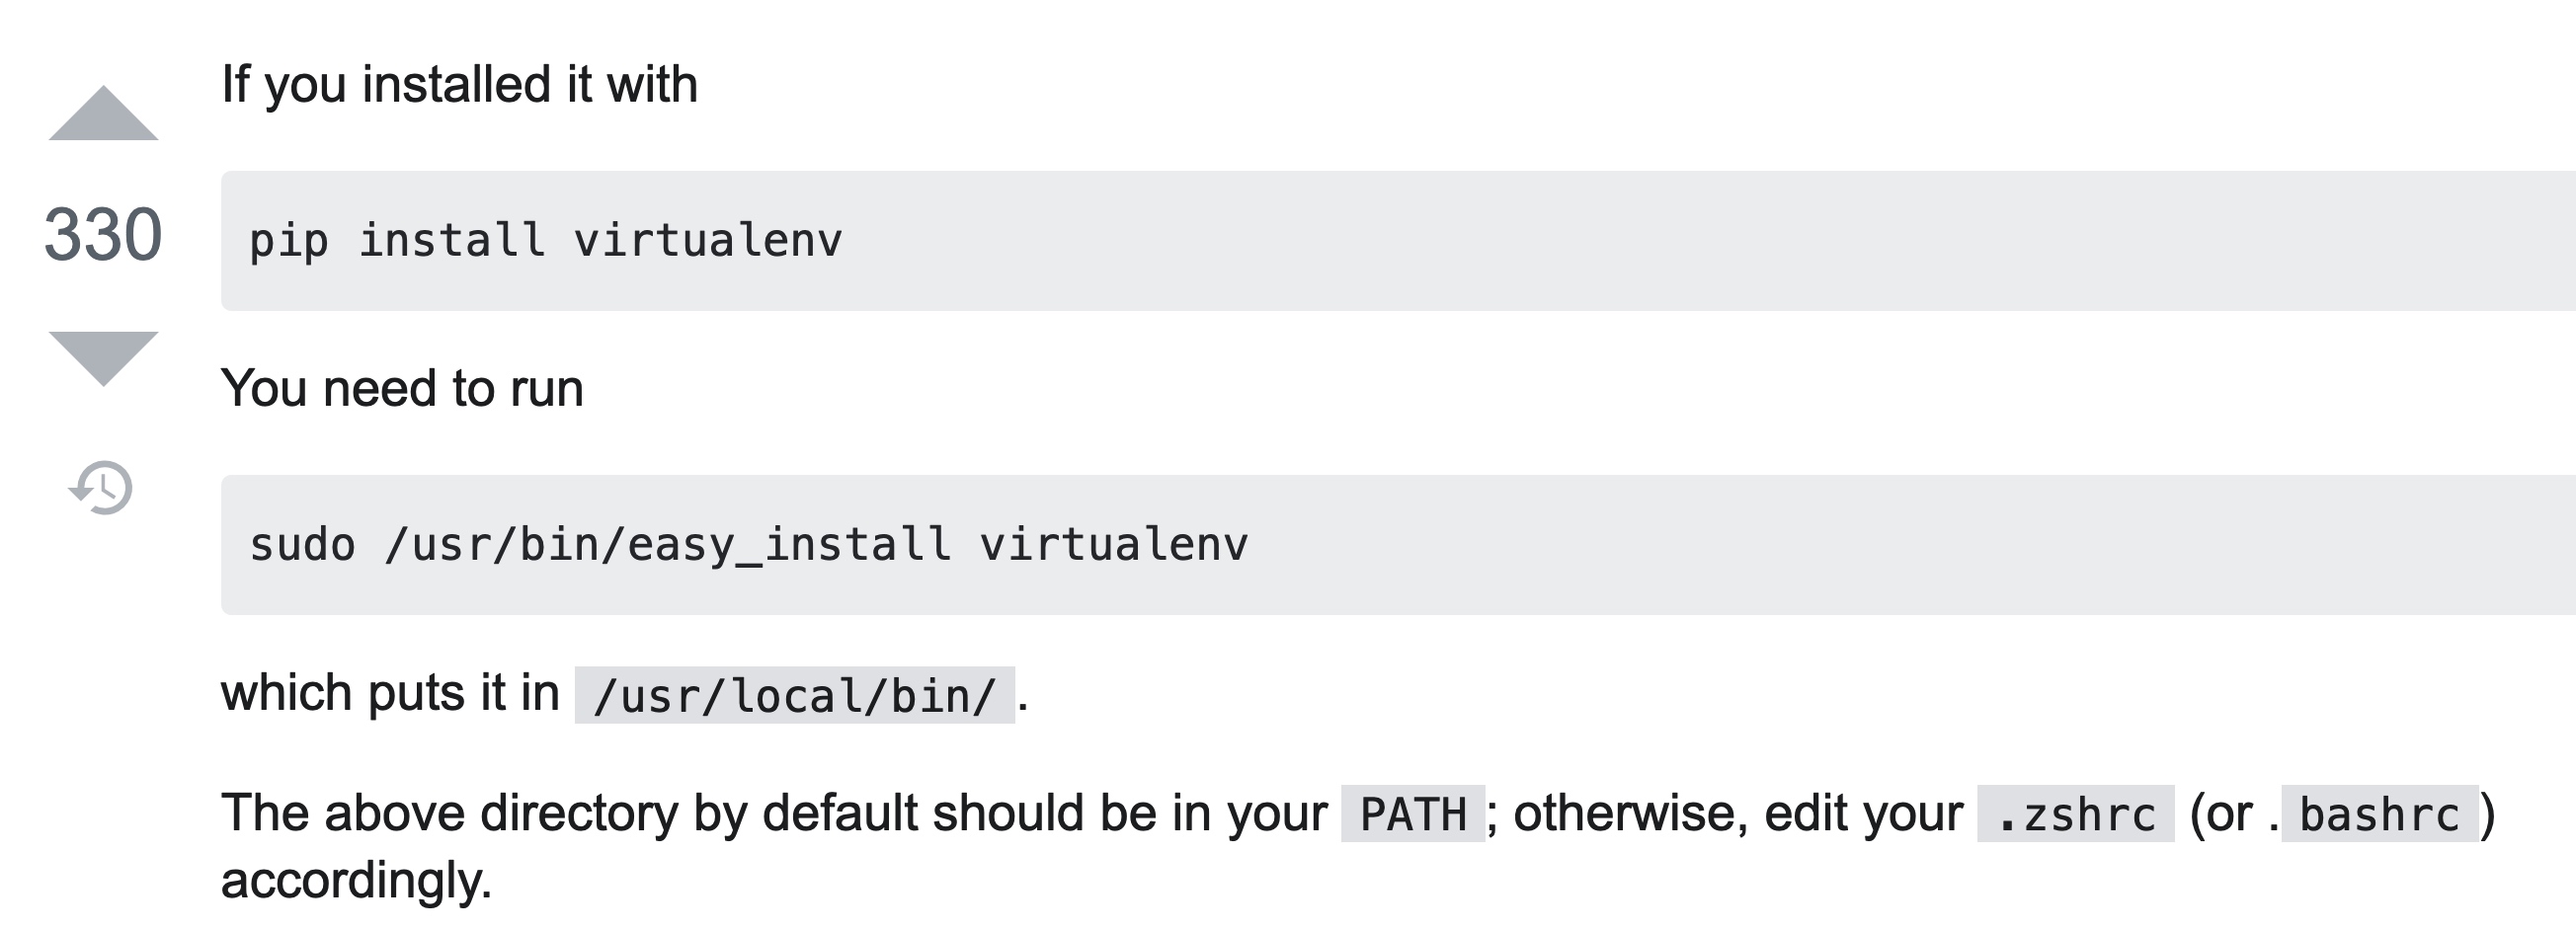 If you installed it with
330
pip install virtualenv
You need to run
sudo /usr/bin/easy_install virtualenv
which puts it in /usr/local/bin/.
The above directory by default should be in your PATH; otherwise, edit your .zshrc (or .bashrc)
accordingly.